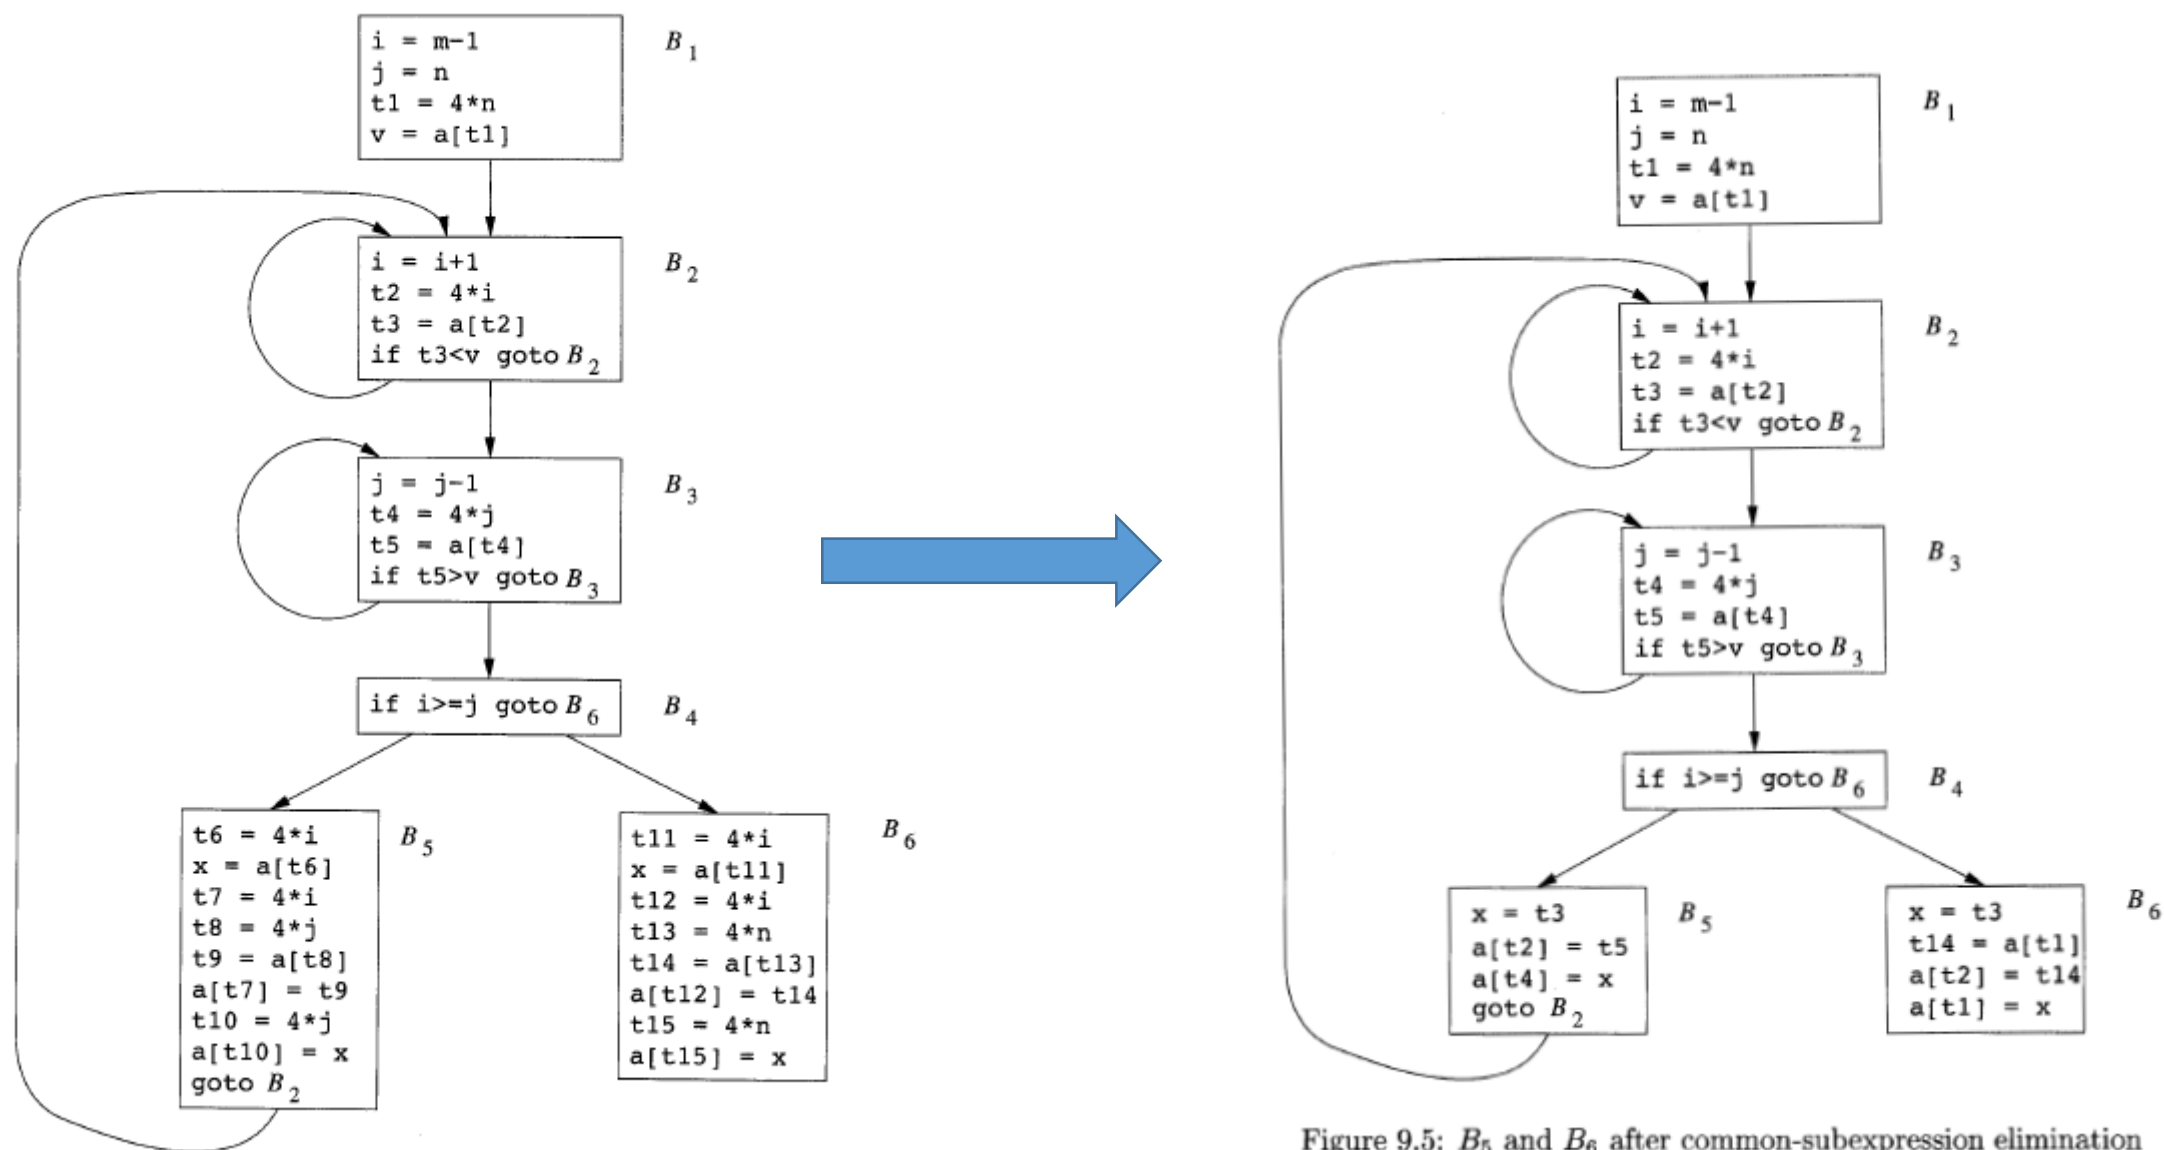 i = m-1
j = n
t1 = 4*n
v = a[t1]
B1
i = i+1
t2 = 4*i
t3 = a[t2]
if t3<v goto B2
B2
j = j-1
t4 = 4*j
t5 = a[t4]
if t5>v goto B3
B3
if i>=j goto B6
B4
t6 = 4*i
x = a[t6]
t7 = 4*i
t8 = 4*j
t9 = a[t8]
a[t7] = t9
t10 = 4*j
a[t10] = x
goto B2
B5
t11 = 4*i
x = a[t11]
t12 = 4*i
t13 = 4*n
t14 = a[t13]
a[t12] = t14
t15 = 4*n
a[t15] = x
B6
i = m-1
j = n
t1 = 4*n
v = a[t1]
B1
i = i+1
t2 = 4*i
t3 = a[t2]
if t3<v goto B2
B2
j = j-1
t4 = 4*j
t5 = a[t4]
if t5>v goto B3
B3
if i>=j goto B6
B4
x = t3
a[t2] = t5
a[t4] = x
goto B2
B5
x = t3
t14 = a[t1]
a[t2] = t14
a[t1] = x
B6
Figure 9.5: B5 and B6 after common-subexpression elimination